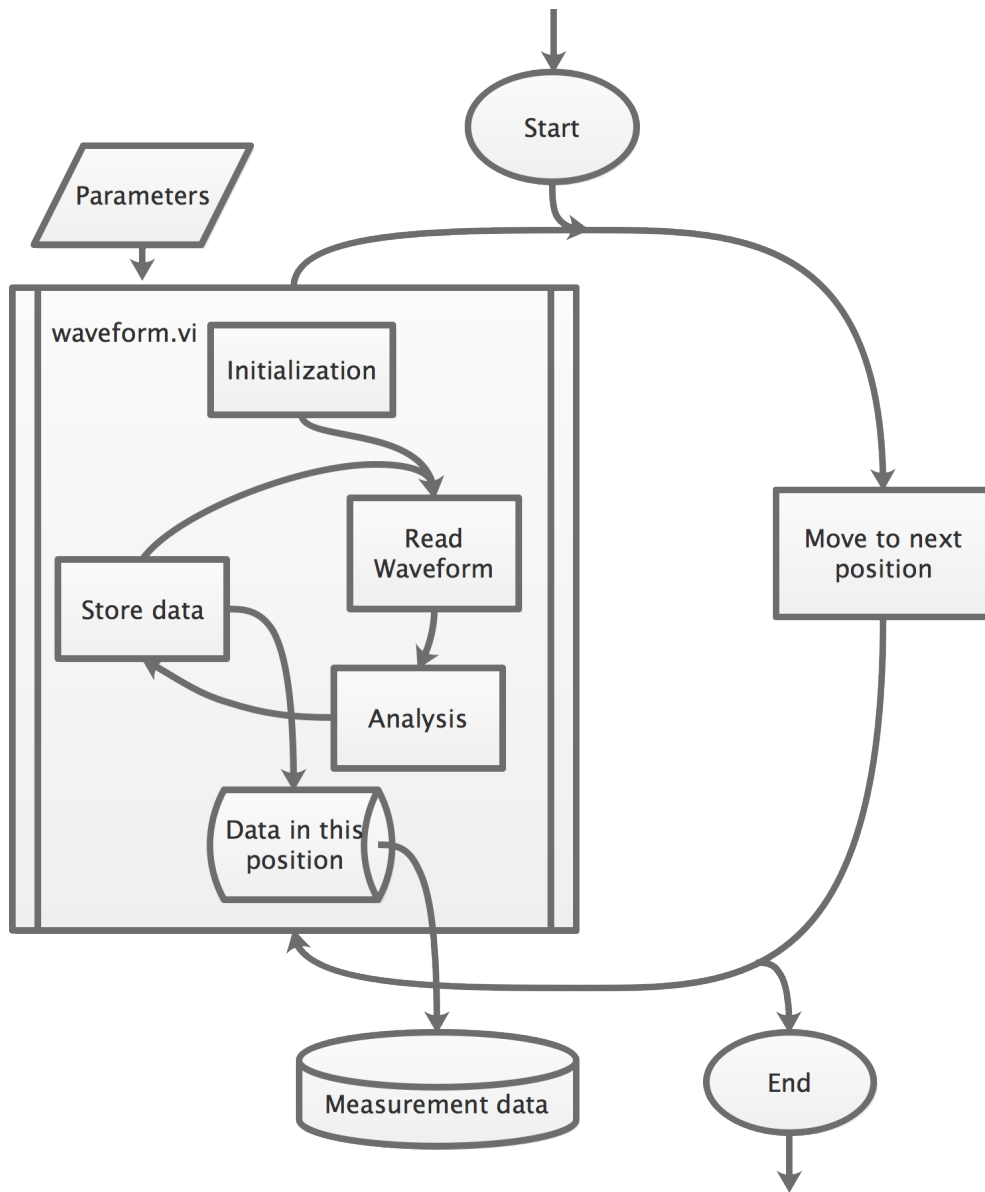 Start
Parameters
waveform.vi
Initialization
Read
Waveform
Store data
Move to next
position
Analysis
Data in this
position
End
Measurement data